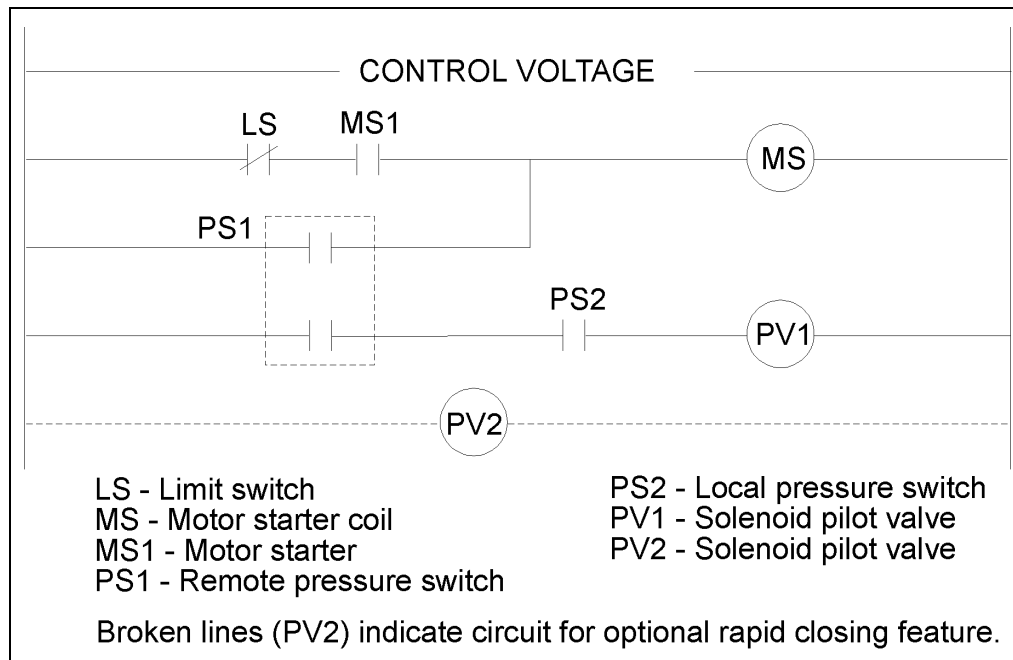 CONTROL VOLTAGE
LS MS1
MS
PS1
PS2
PV1
PV2
LS - Limit switch
MS - Motor starter coil
MS1 - Motor starter
PS1 - Remote pressure switch
PS2 - Local pressure switch
PV1 - Solenoid pilot valve
PV2 - Solenoid pilot valve
Broken lines (PV2) indicate circuit for optional rapid closing feature.